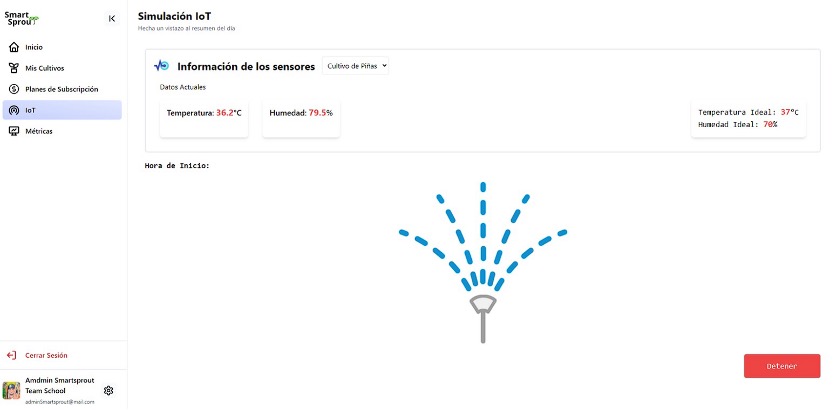 Smart
Sprout
Inicio
Mis Cultivos
Planes de Subscripción
IoT
Métricas
Cerrar Sesión
Amdmin Smartsprout
Team School
adminSmartsprout@mail.com
Simulación IoT
Hecha un vistazo al resumen del día
Información de los sensores
Cultivo de Piñas
Datos Actuales
Temperatura: 36.2°C
Humedad: 79.5%
Temperatura Ideal: 37°C
Humedad Ideal: 70%
Hora de Inicio:
Detener